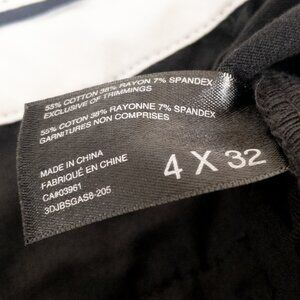 55% COTTON 38% RAYON 7% SPANDEX
EXCLUSIVE OF TRIMMINGS
55% COTON 38% RAYONNE 7% SPANDEX
GARNITURES NON COMPRISES
MADE IN CHINA
FABRIQUÉ EN CHINE
CA#03961
3DJBSGAS8-205
4 X 32